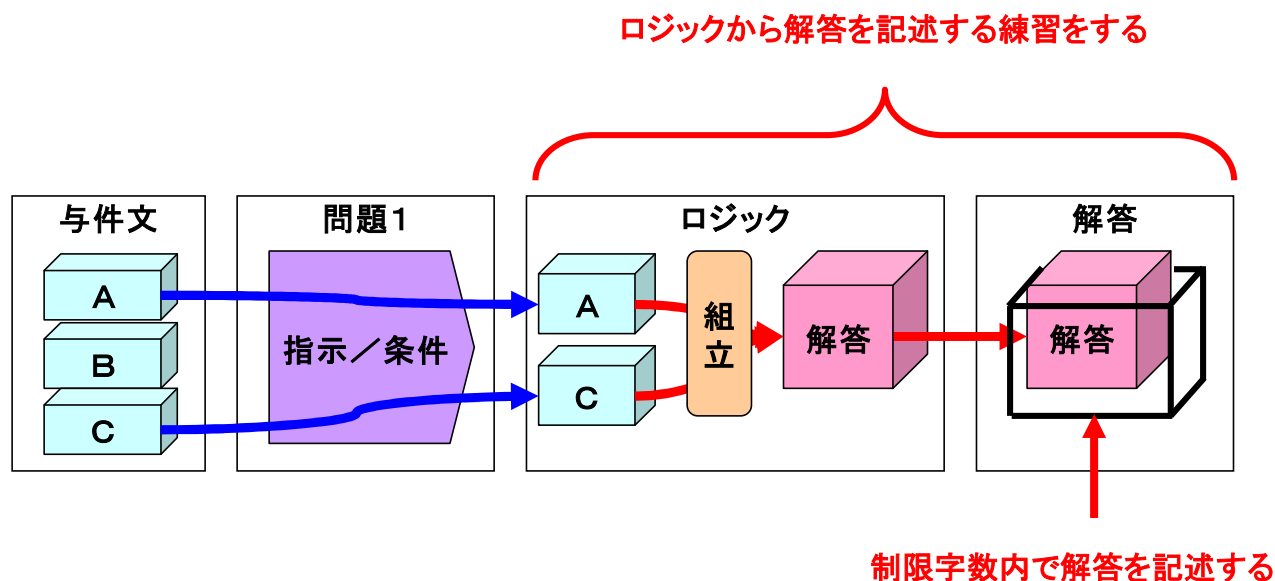 ロジックから解答を記述する練習をする
与件文
A
B
C
問題1
指示／条件
ロジック
A
C
組
立
解答
解答
解答
制限字数内で解答を記述する